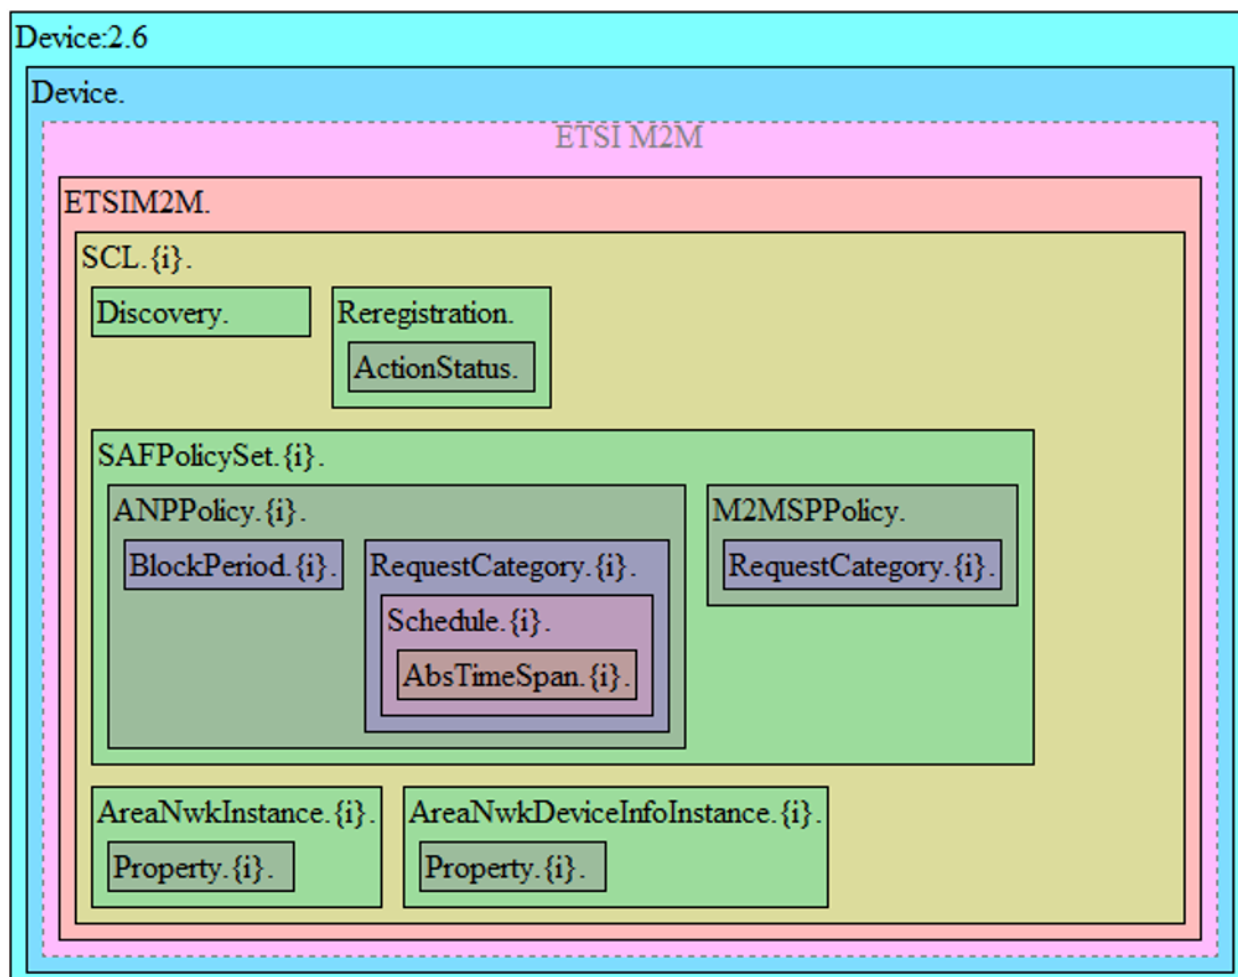 Device:2.6
Device.
ETSI M2M
ETSIM2M.
SCL.{i}.
Discovery.
Reregistration.
ActionStatus.
SAFPolicySet.{i}.
ANPPolicy.{i}.
M2MSPPolicy.
BlockPeriod.{i}.
RequestCategory.{i}.
RequestCategory.{i}.
Schedule.{i}.
AbsTimeSpan.{i}.
AreaNwkInstance.{i}.
AreaNwkDeviceInfoInstance.{i}.
Property.{i}.
Property.{i}.